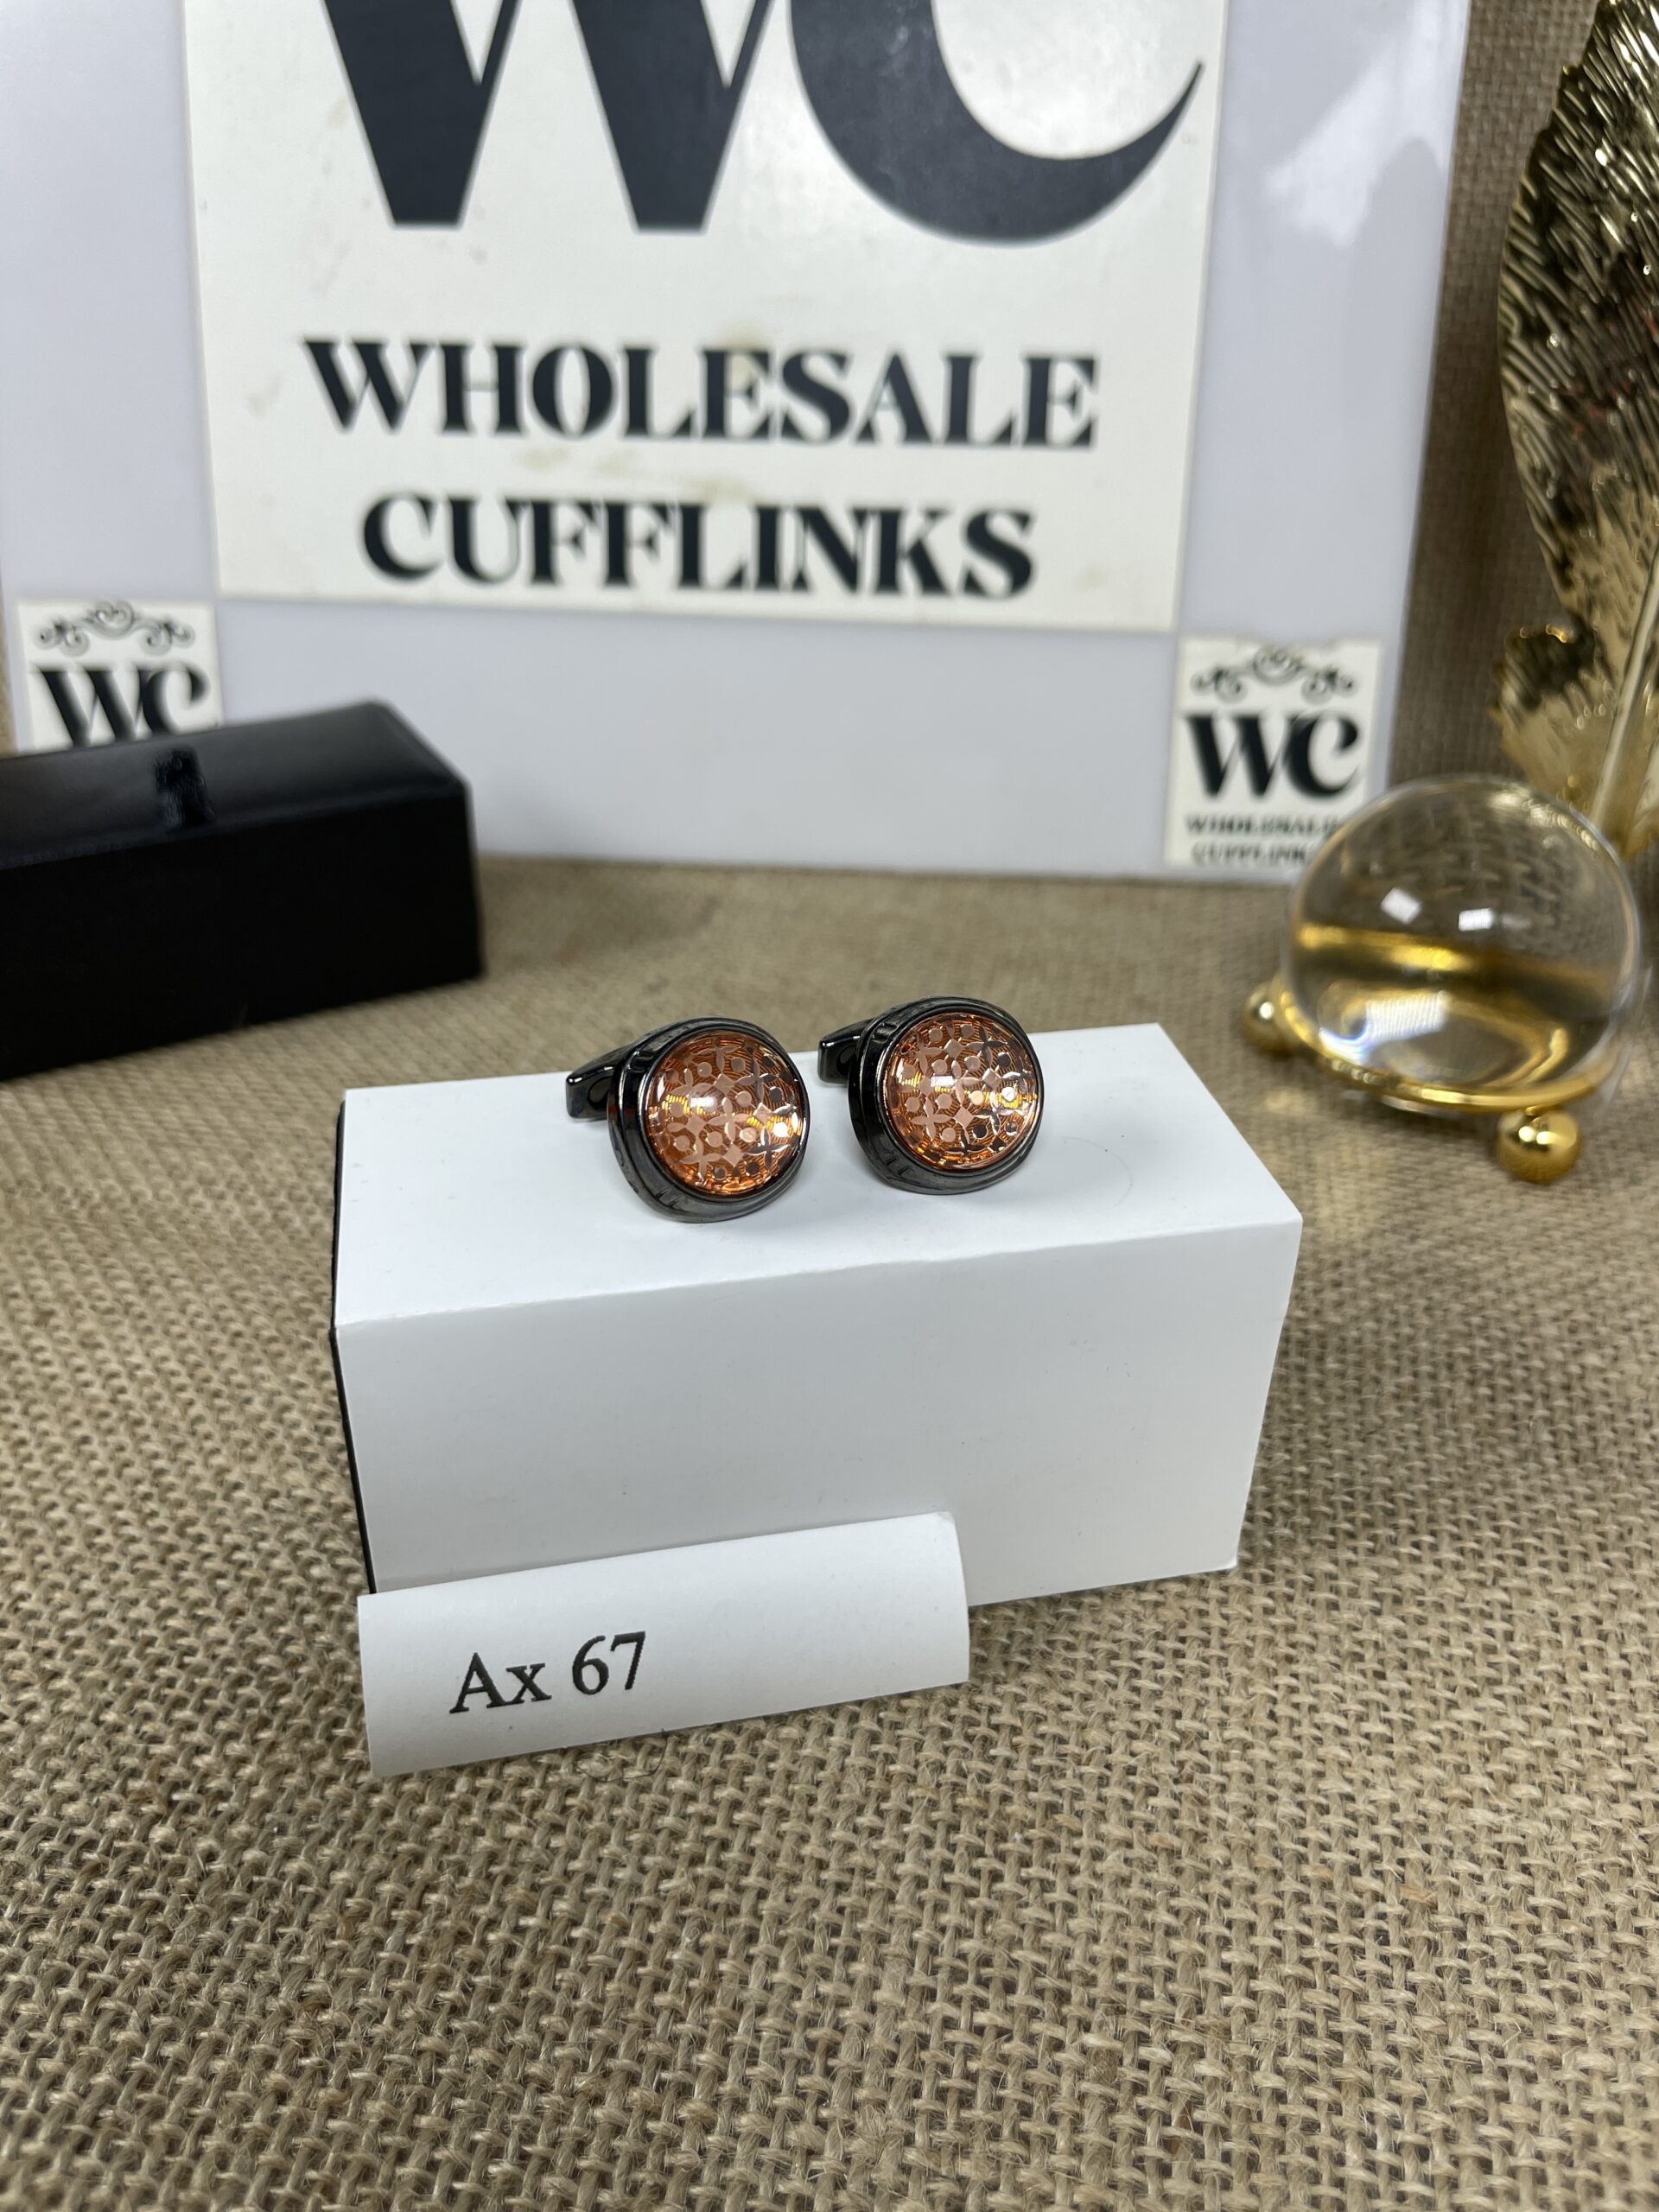 WC
WHOLESALE
CUFFLINKS
WC
WC
WHOLESALE
CUFFLINKS
Ax 67